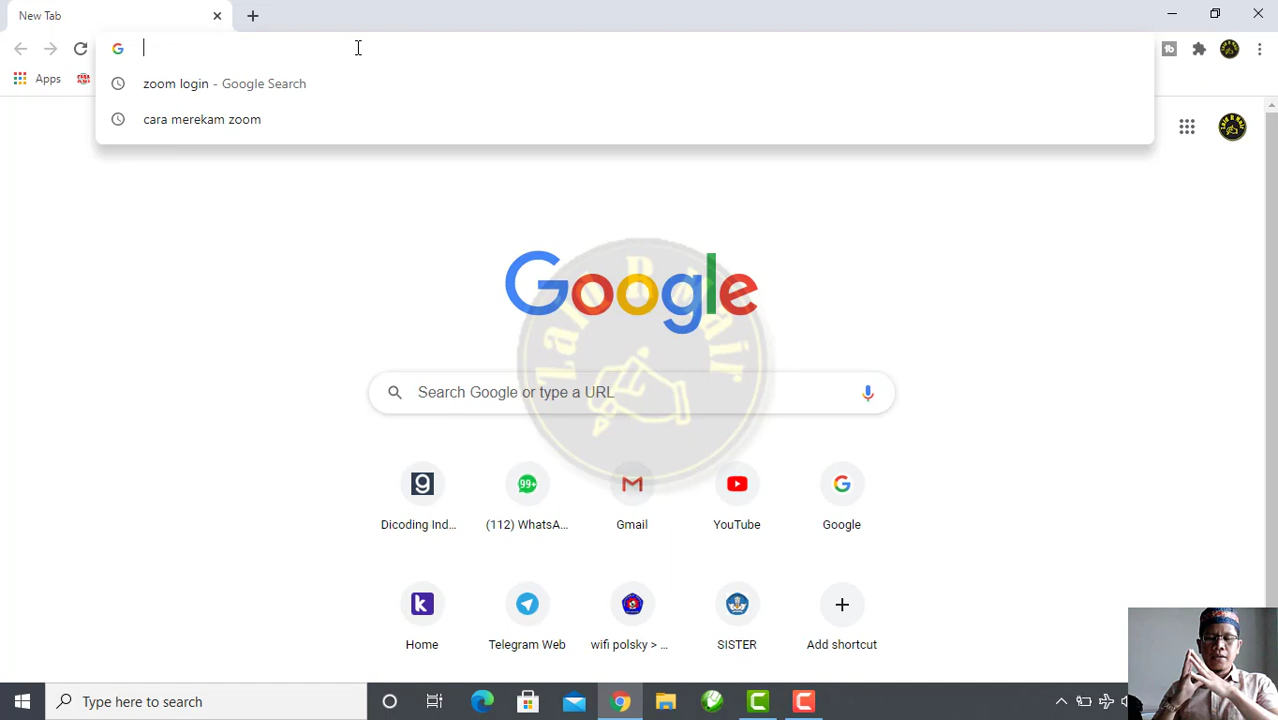 New Tab
zoom login - Google Search
Apps
cara merekam zoom
Google
Search Google or type a URL
99+
Dicoding Ind...
(112) WhatsA...
Gmail
YouTube
Google
Home
Telegram Web
wifi polsky > ...
SISTER
Add shortcut
Type here to search